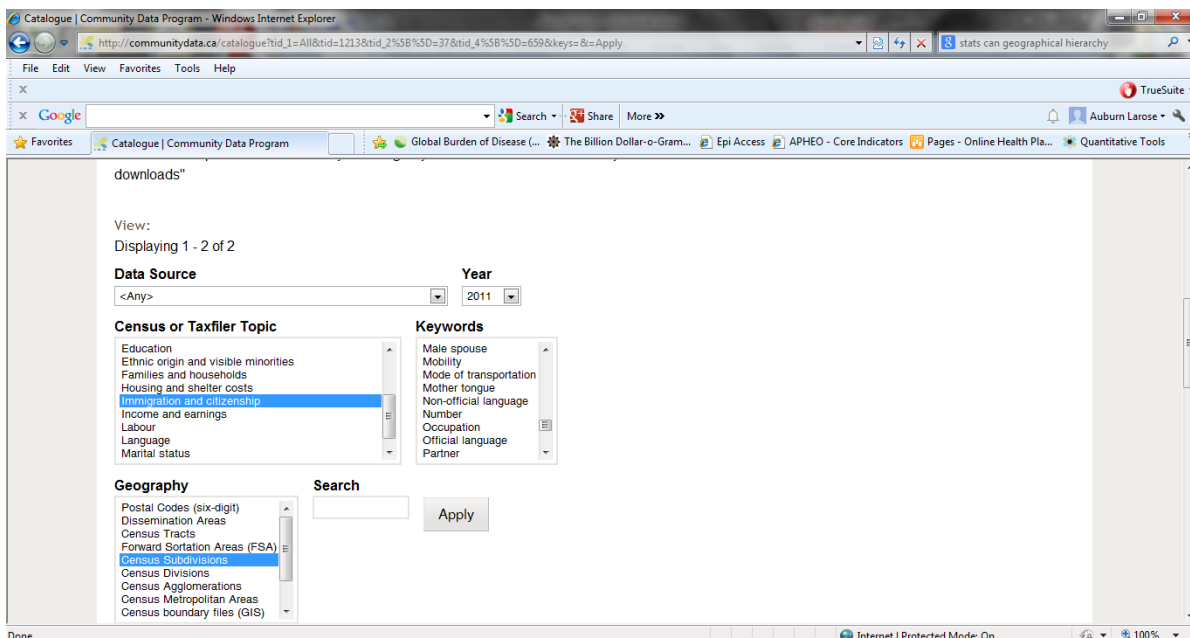 Catalogue | Community Data Program - Windows Internet Explorer
http://communitydata.ca/catalogue?tid_1=All&tid=1213&tid_2%5B%5D=37&tid_4%5B%5D=659&keys=&=Apply
stats can geographical hierarchy
File Edit View Favorites Tools Help
x TrueSuite
x Google Search Share More » Auburn Larose
Favorites Catalogue | Community Data Program Global Burden of Disease (... The Billion Dollar-o-Gram... Epi Access APHEO - Core Indicators Pages - Online Health Pla... Quantitative Tools
downloads"
View:
Displaying 1 - 2 of 2
Data Source Year
<Any> 2011
Census or Taxfiler Topic Keywords
Education Male spouse
Ethnic origin and visible minorities Mobility
Families and households Mode of transportation
Housing and shelter costs Mother tongue
Immigration and citizenship Non-official language
Income and earnings Number
Labour Occupation
Language Official language
Marital status Partner
Geography Search
Postal Codes (six-digit)
Dissemination Areas Apply
Census Tracts
Forward Sortation Areas (FSA)
Census Subdivisions
Census Divisions
Census Agglomerations
Census Metropolitan Areas
Census boundary files (GIS)
Done Internet | Protected Mode: On 100%